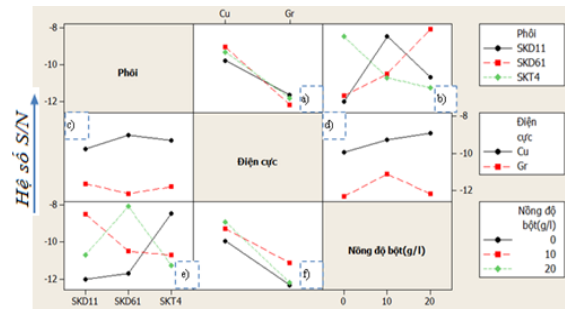 Cu Gr
-8
-10
-12
Phôi
a)
b)
Phôi
SKD11
SKD61
SKT4
Hệ số S/N
c)
Điện cực
d)
-8
-10
-12
Điện
cực
Cu
Gr
-8
-10
-12
e)
f)
Nồng độ bột(g/l)
Nồng độ
bột(g/l)
0
10
20
SKD11 SKD61 SKT4
0 10 20